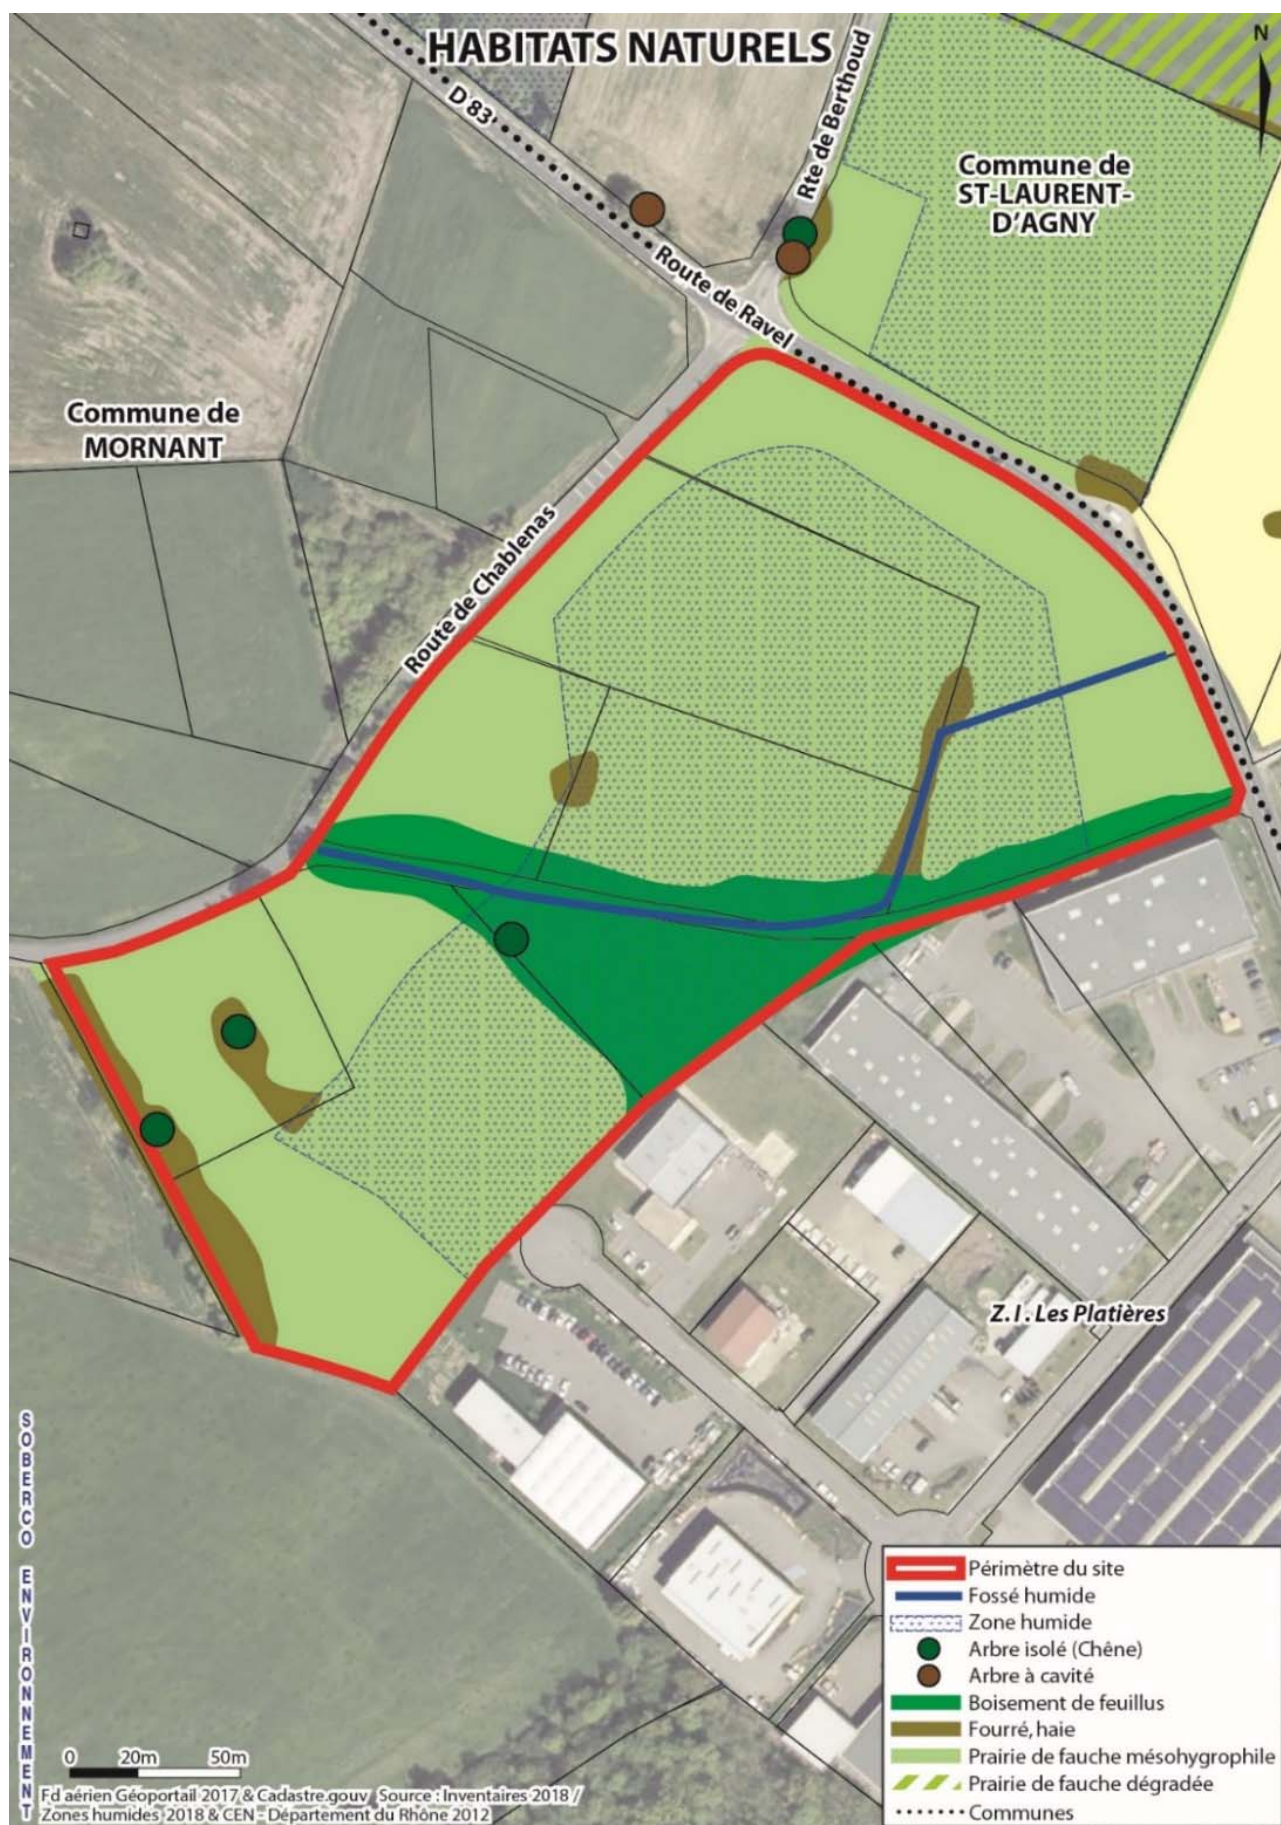 HABITATS NATURELS
N
D 83
Rte de Berthoud
Commune de
ST-LAURENT-
D'AGNY
Route de Ravel
Commune de
MORNANT
Route de Chablenas
Z.I. Les Platières
SOBERCO ENVIRONNEMENT
Périmètre du site
Fossé humide
Zone humide
Arbre isolé (Chêne)
Arbre à cavité
Boisement de feuillus
Fourré, haie
Prairie de fauche mésohygrophile
Prairie de fauche dégradée
Communes
0 20m 50m
Fd aérien Géoportail 2017 & Cadastre.gouv Source : Inventaires 2018 /
Zones humides 2018 & CEN - Département du Rhône 2012